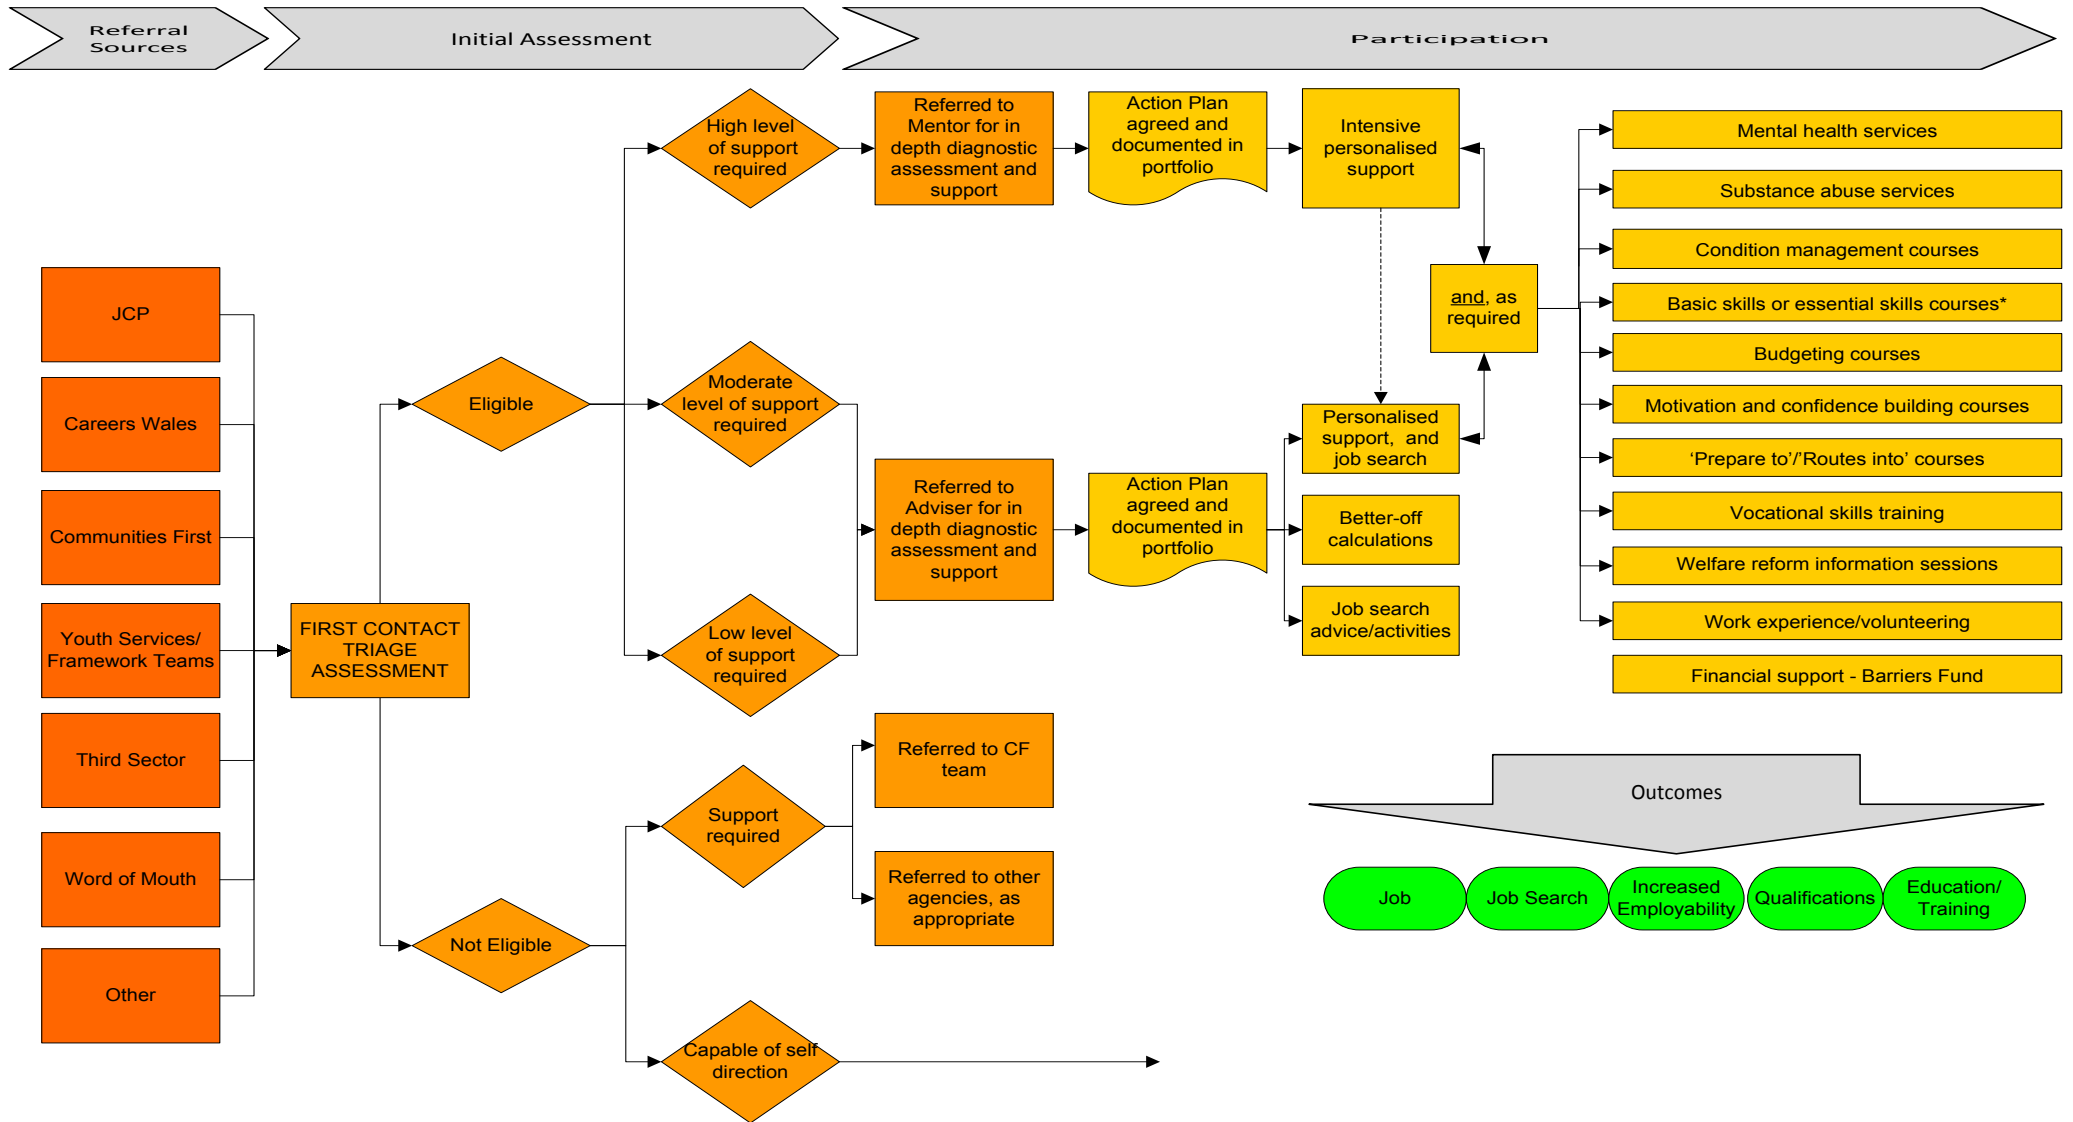 Referral
Sources
Initial Assessment
Participation
JCP
Careers Wales
Communities First
Youth Services/
Framework Teams
Third Sector
Word of Mouth
Other
FIRST CONTACT
TRIAGE
ASSESSMENT
Eligible
Not Eligible
High level
of support
required
Moderate
level of support
required
Low level
of support
required
Support
required
Capable of self
direction
Referred to
Mentor for in
depth diagnostic
assessment and
support
Referred to
Adviser for in
depth diagnostic
assessment and
support
Referred to CF
team
Referred to other
agencies, as
appropriate
Action Plan
agreed and
documented in
portfolio
Action Plan
agreed and
documented in
portfolio
Intensive
personalised
support
Personalised
support,  and
job search
Better-off
calculations
Job search
advice/activities
and, as
required
Mental health services
Substance abuse services
Condition management courses
Basic skills or essential skills courses*
Budgeting courses
Motivation and confidence building courses
‘Prepare to’/’Routes into’ courses
Vocational skills training
Welfare reform information sessions
Work experience/volunteering
Financial support - Barriers Fund
Outcomes
Job
Job Search
Increased
Employability
Qualifications
Education/
Training